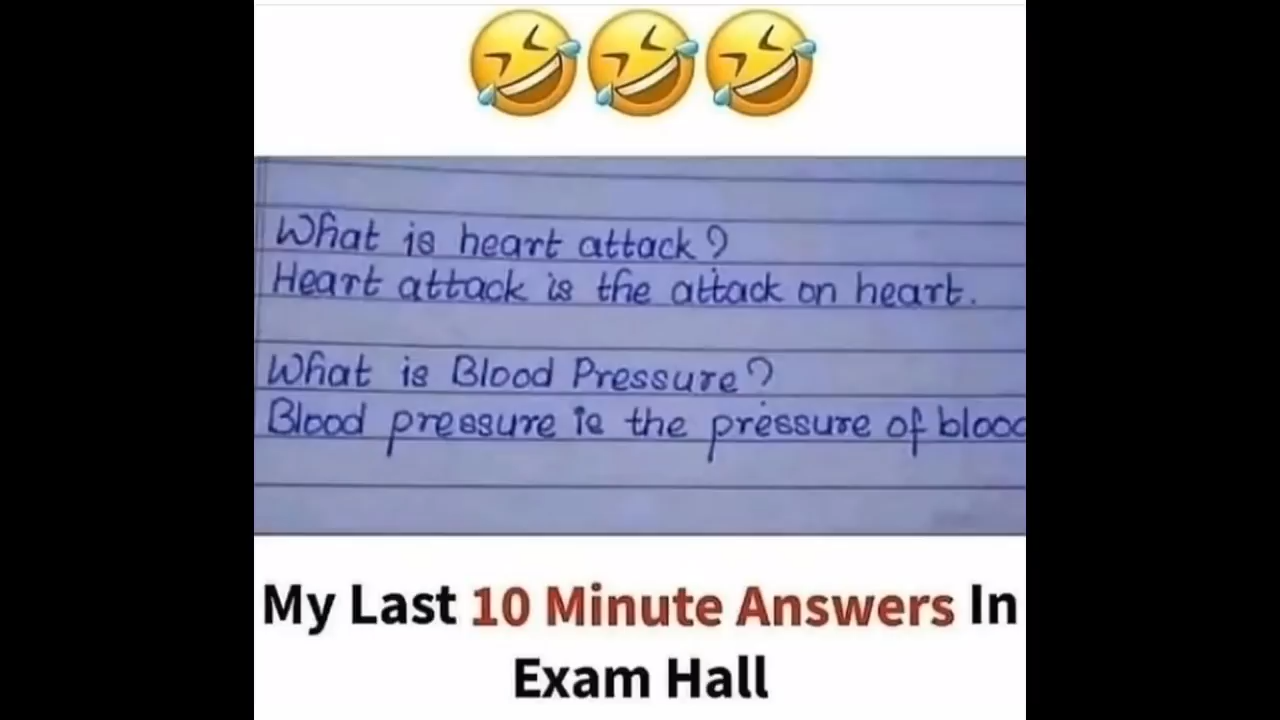 What is heart attack?
Heart attack is the attack on heart.
What is Blood Pressure?
Blood pressure is the pressure of blood
My Last 10 Minute Answers In
Exam Hall